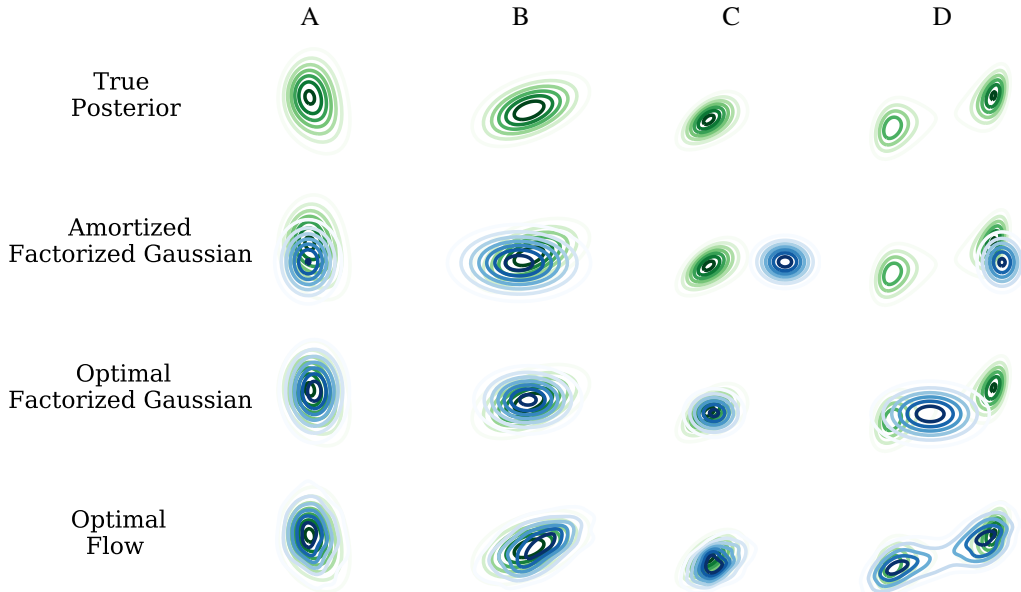 A B C D
True
Posterior
Amortized
Factorized Gaussian
Optimal
Factorized Gaussian
Optimal
Flow